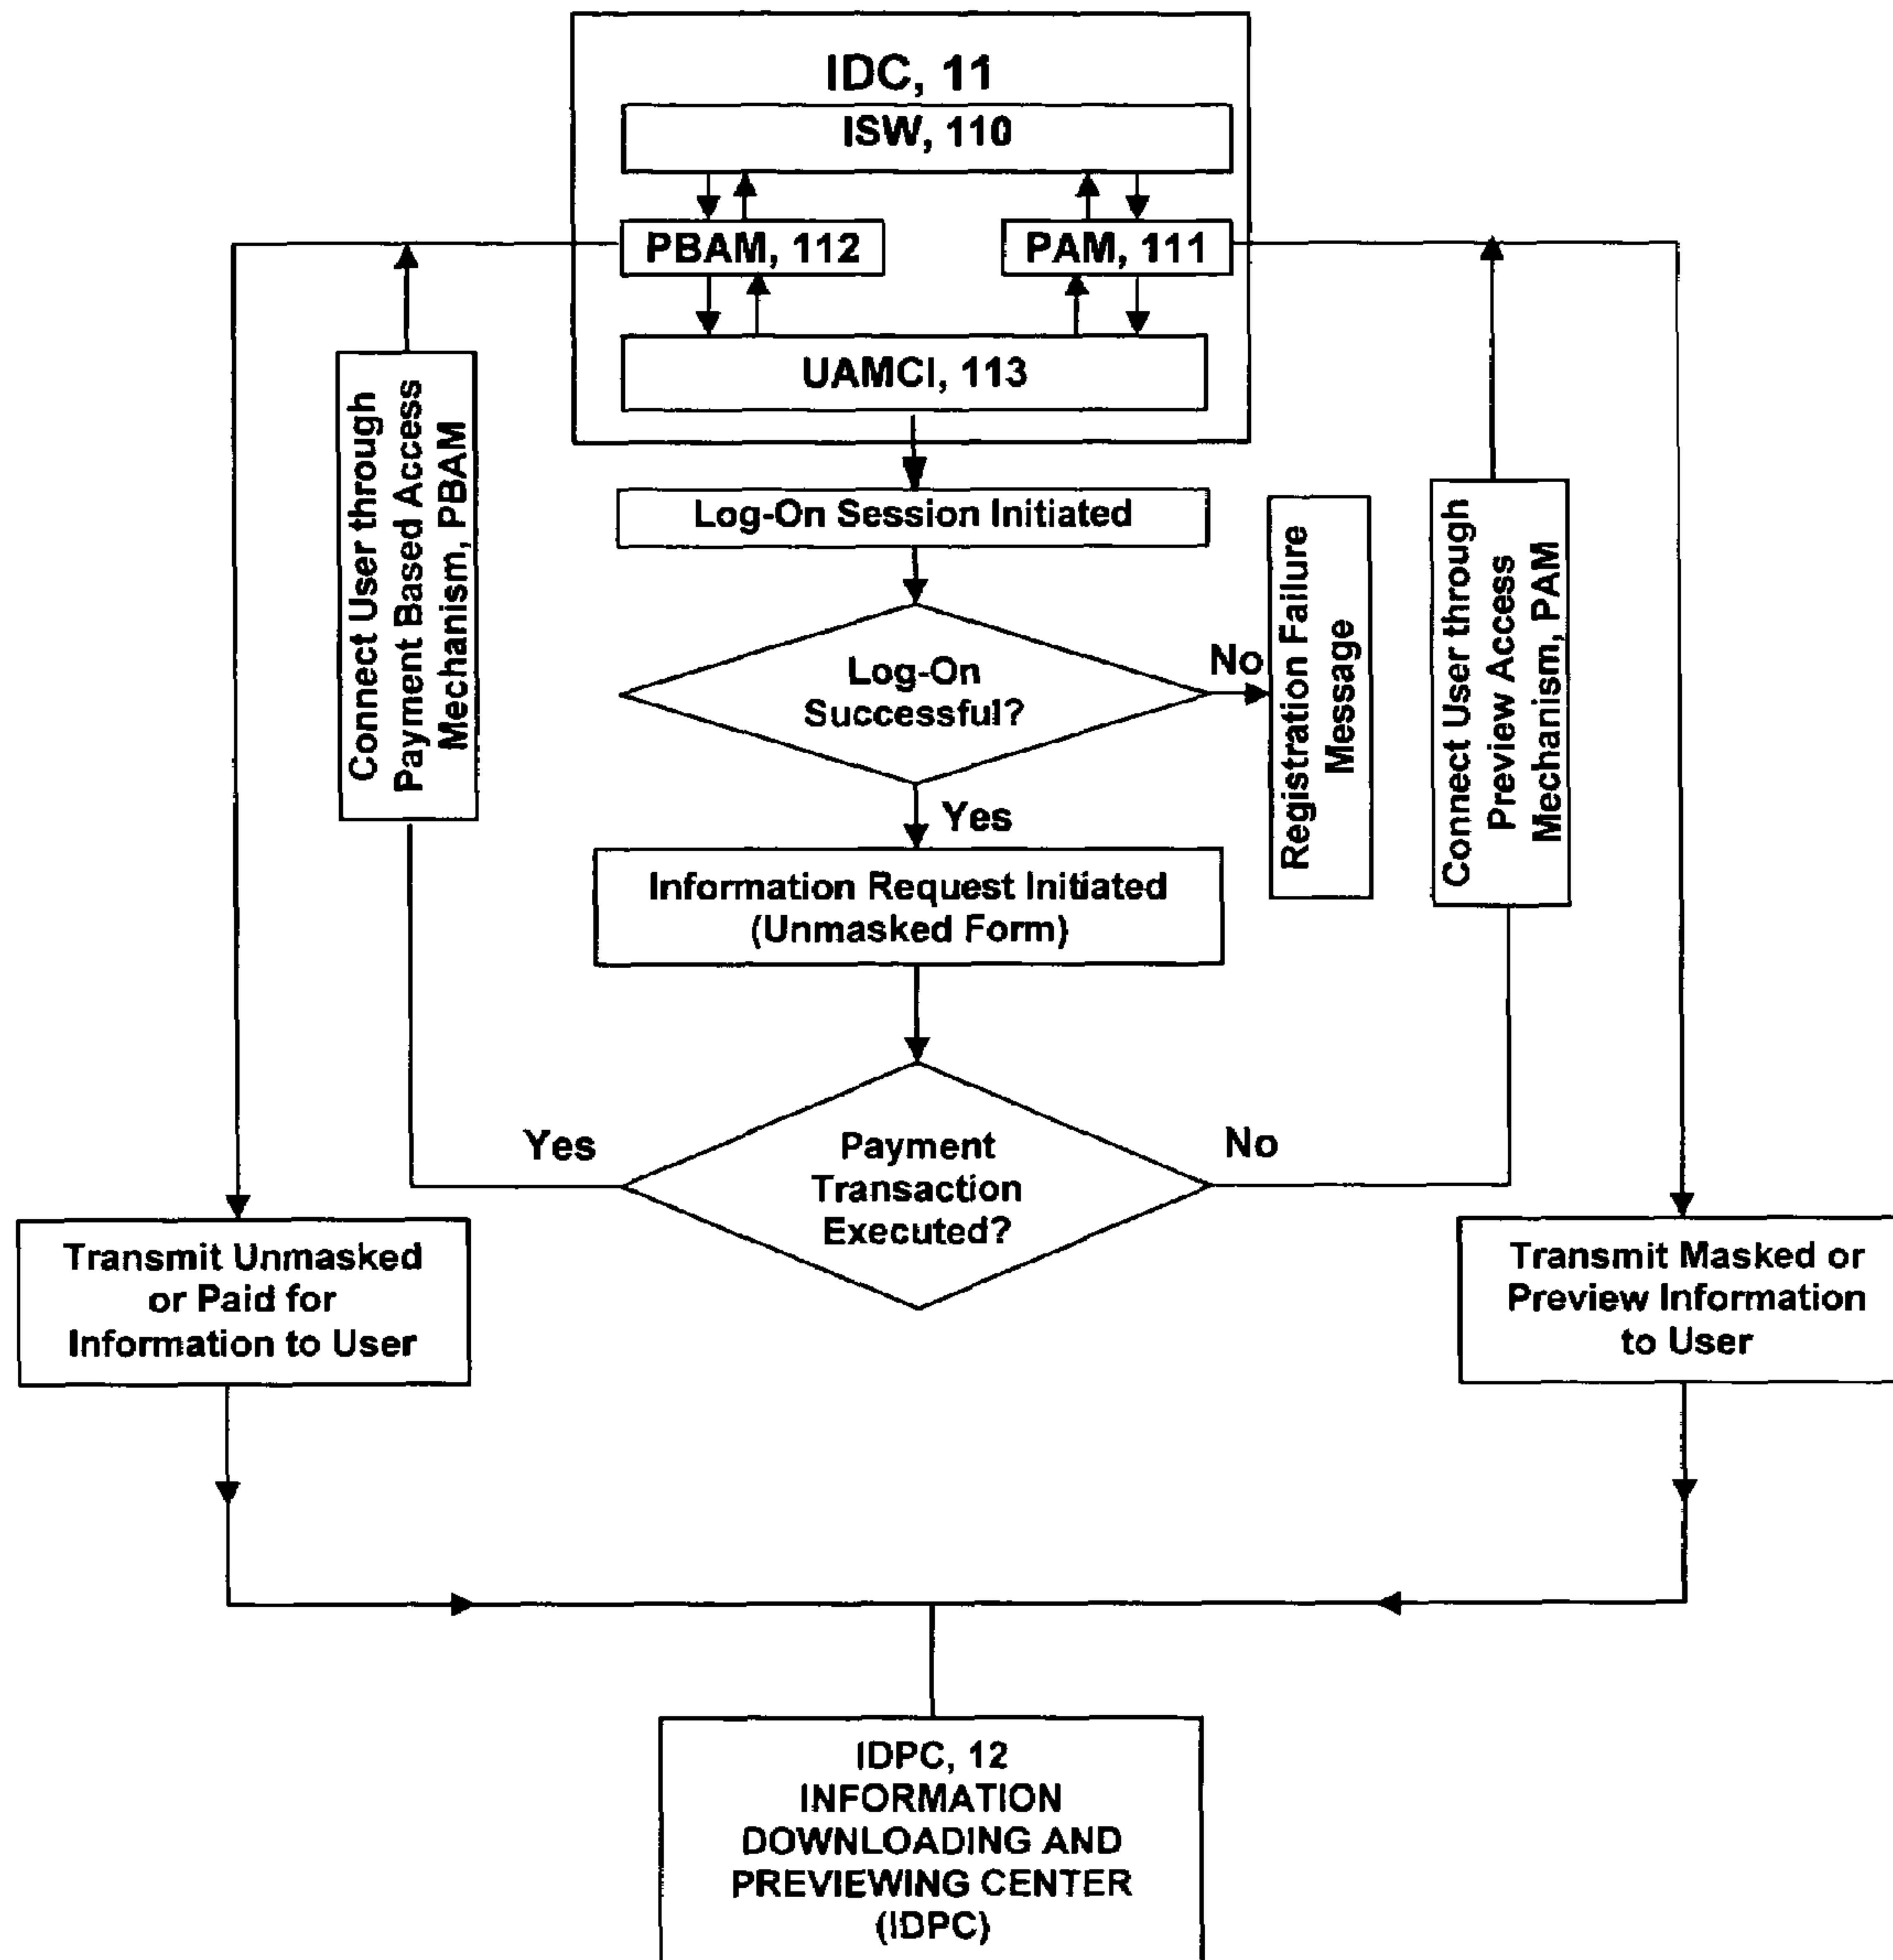 IDC, 11
ISW, 110
PBAM, 112
PAM, 111
UAMCI, 113
Connect User through
Payment Based Access
Mechanism, PBAM
Log-On Session Initiated
Registration Failure
Message
Connect User through
Preview Access
Mechanism, PAM
Log-On
Successful?
No
Yes
Information Request Initiated
(Unmasked Form)
Yes
Payment
Transaction
Executed?
No
Transmit Unmasked
or Paid for
Information to User
Transmit Masked or
Preview Information
to User
IDPC, 12
INFORMATION
DOWNLOADING AND
PREVIEWING CENTER
(IDPC)